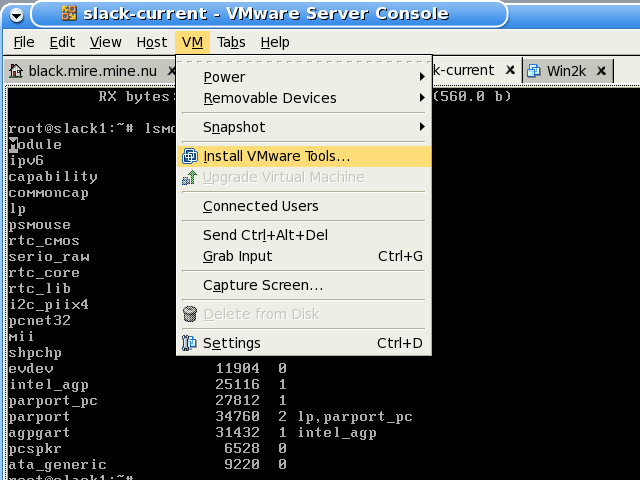 slack-current - VMware Server Console
File Edit View Host VM Tabs Help
black.mire.mine.nu k-current Win2k
Power
Removable Devices
Snapshot
Install VMware Tools...
Upgrade Virtual Machine
Connected Users
Send Ctrl+Alt+Del
Grab Input Ctrl+G
Capture Screen...
Delete from Disk
Settings Ctrl+D
RX bytes: (560.0 b)
root@slack1:~# lsmo
Module
ipv6
capability
commoncap
lp
psmouse
rtc_cmos
serio_raw
rtc_core
rtc_lib
i2c_piix4
pcnet32
mii
shpchp
evdev 11904 0
intel_agp 25116 1
parport_pc 27812 1
parport 34760 2 lp,parport_pc
agpgart 31432 1 intel_agp
pcspkr 6528 0
ata_generic 9220 0
root@slack1:~#